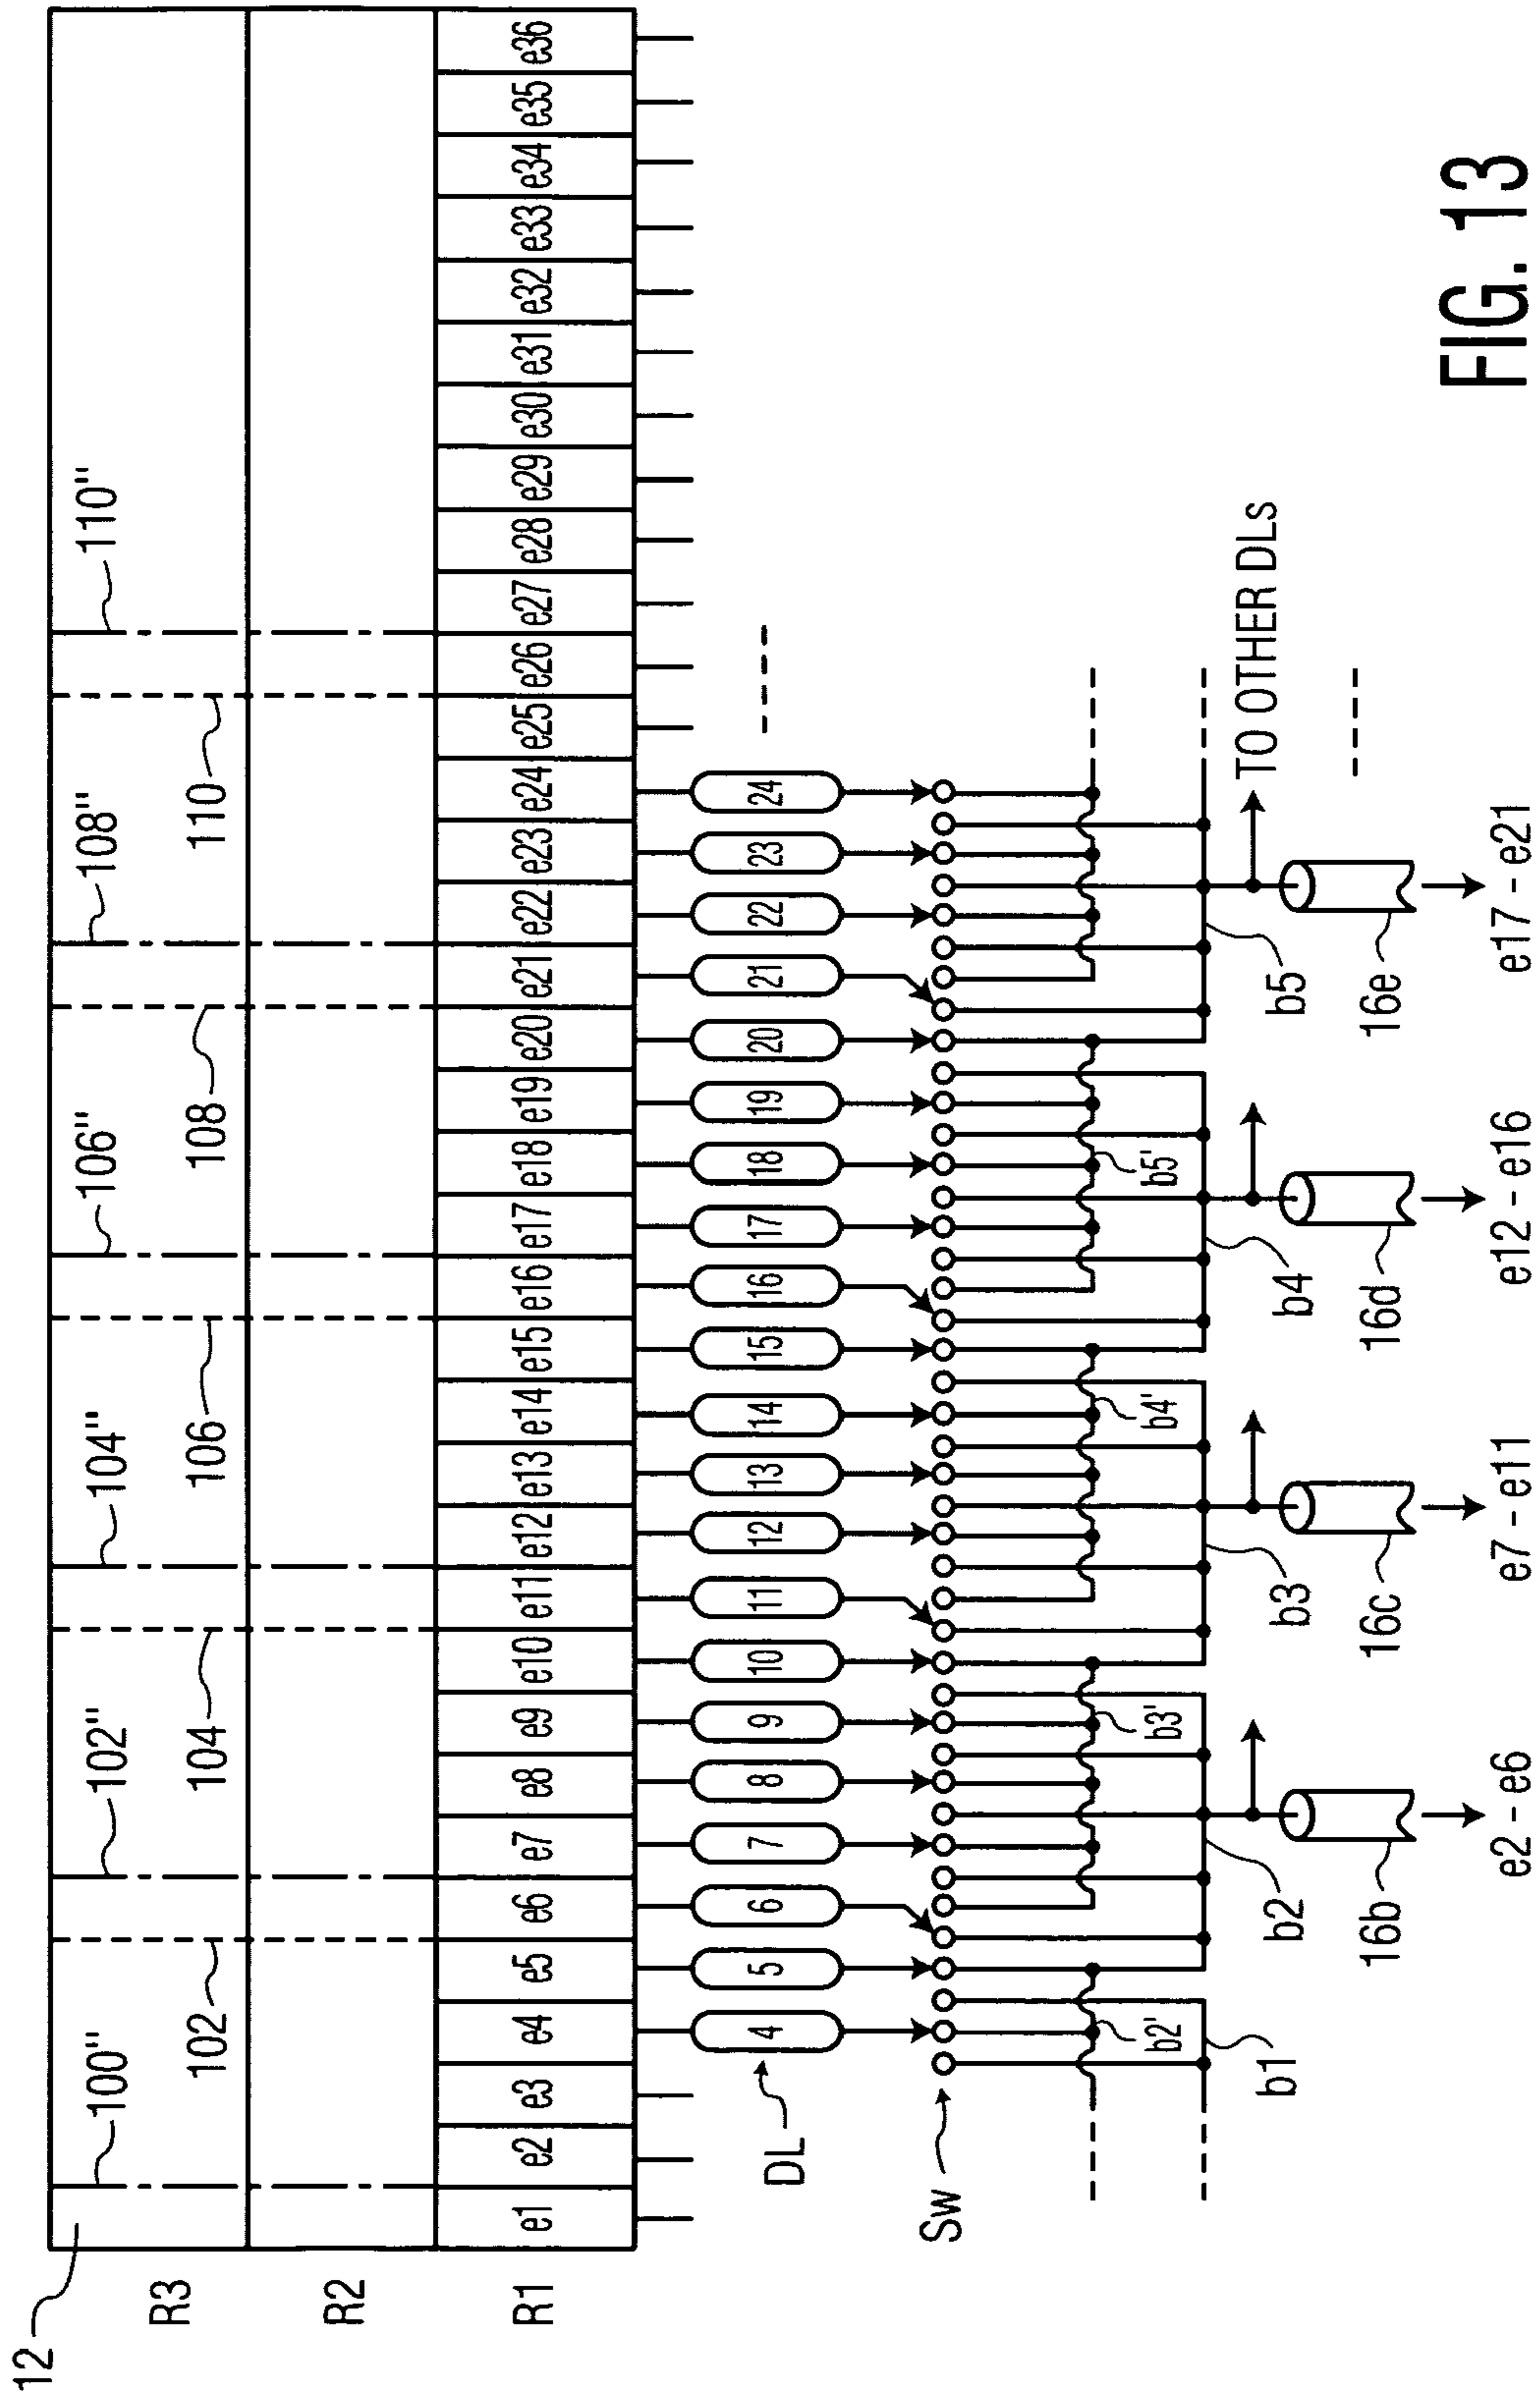 12
100"
102"
104"
106"
108"
110"
102
104
106
108
110
R3
R2
R1
e1 e2 e3 e4 e5 e6 e7 e8 e9 e10 e11 e12 e13 e14 e15 e16 e17 e18 e19 e20 e21 e22 e23 e24 e25 e26 e27 e28 e29 e30 e31 e32 e33 e34 e35 e36
DL
4 5 6 7 8 9 10 11 12 13 14 15 16 17 18 19 20 21 22 23 24
Sw
b2' b3' b4' b5'
b1 b2 b3 b4 b5
TO OTHER DLs
16b 16c 16d 16e
e2 - e6
e7 - e11
e12 - e16
e17 - e21
FIG. 13